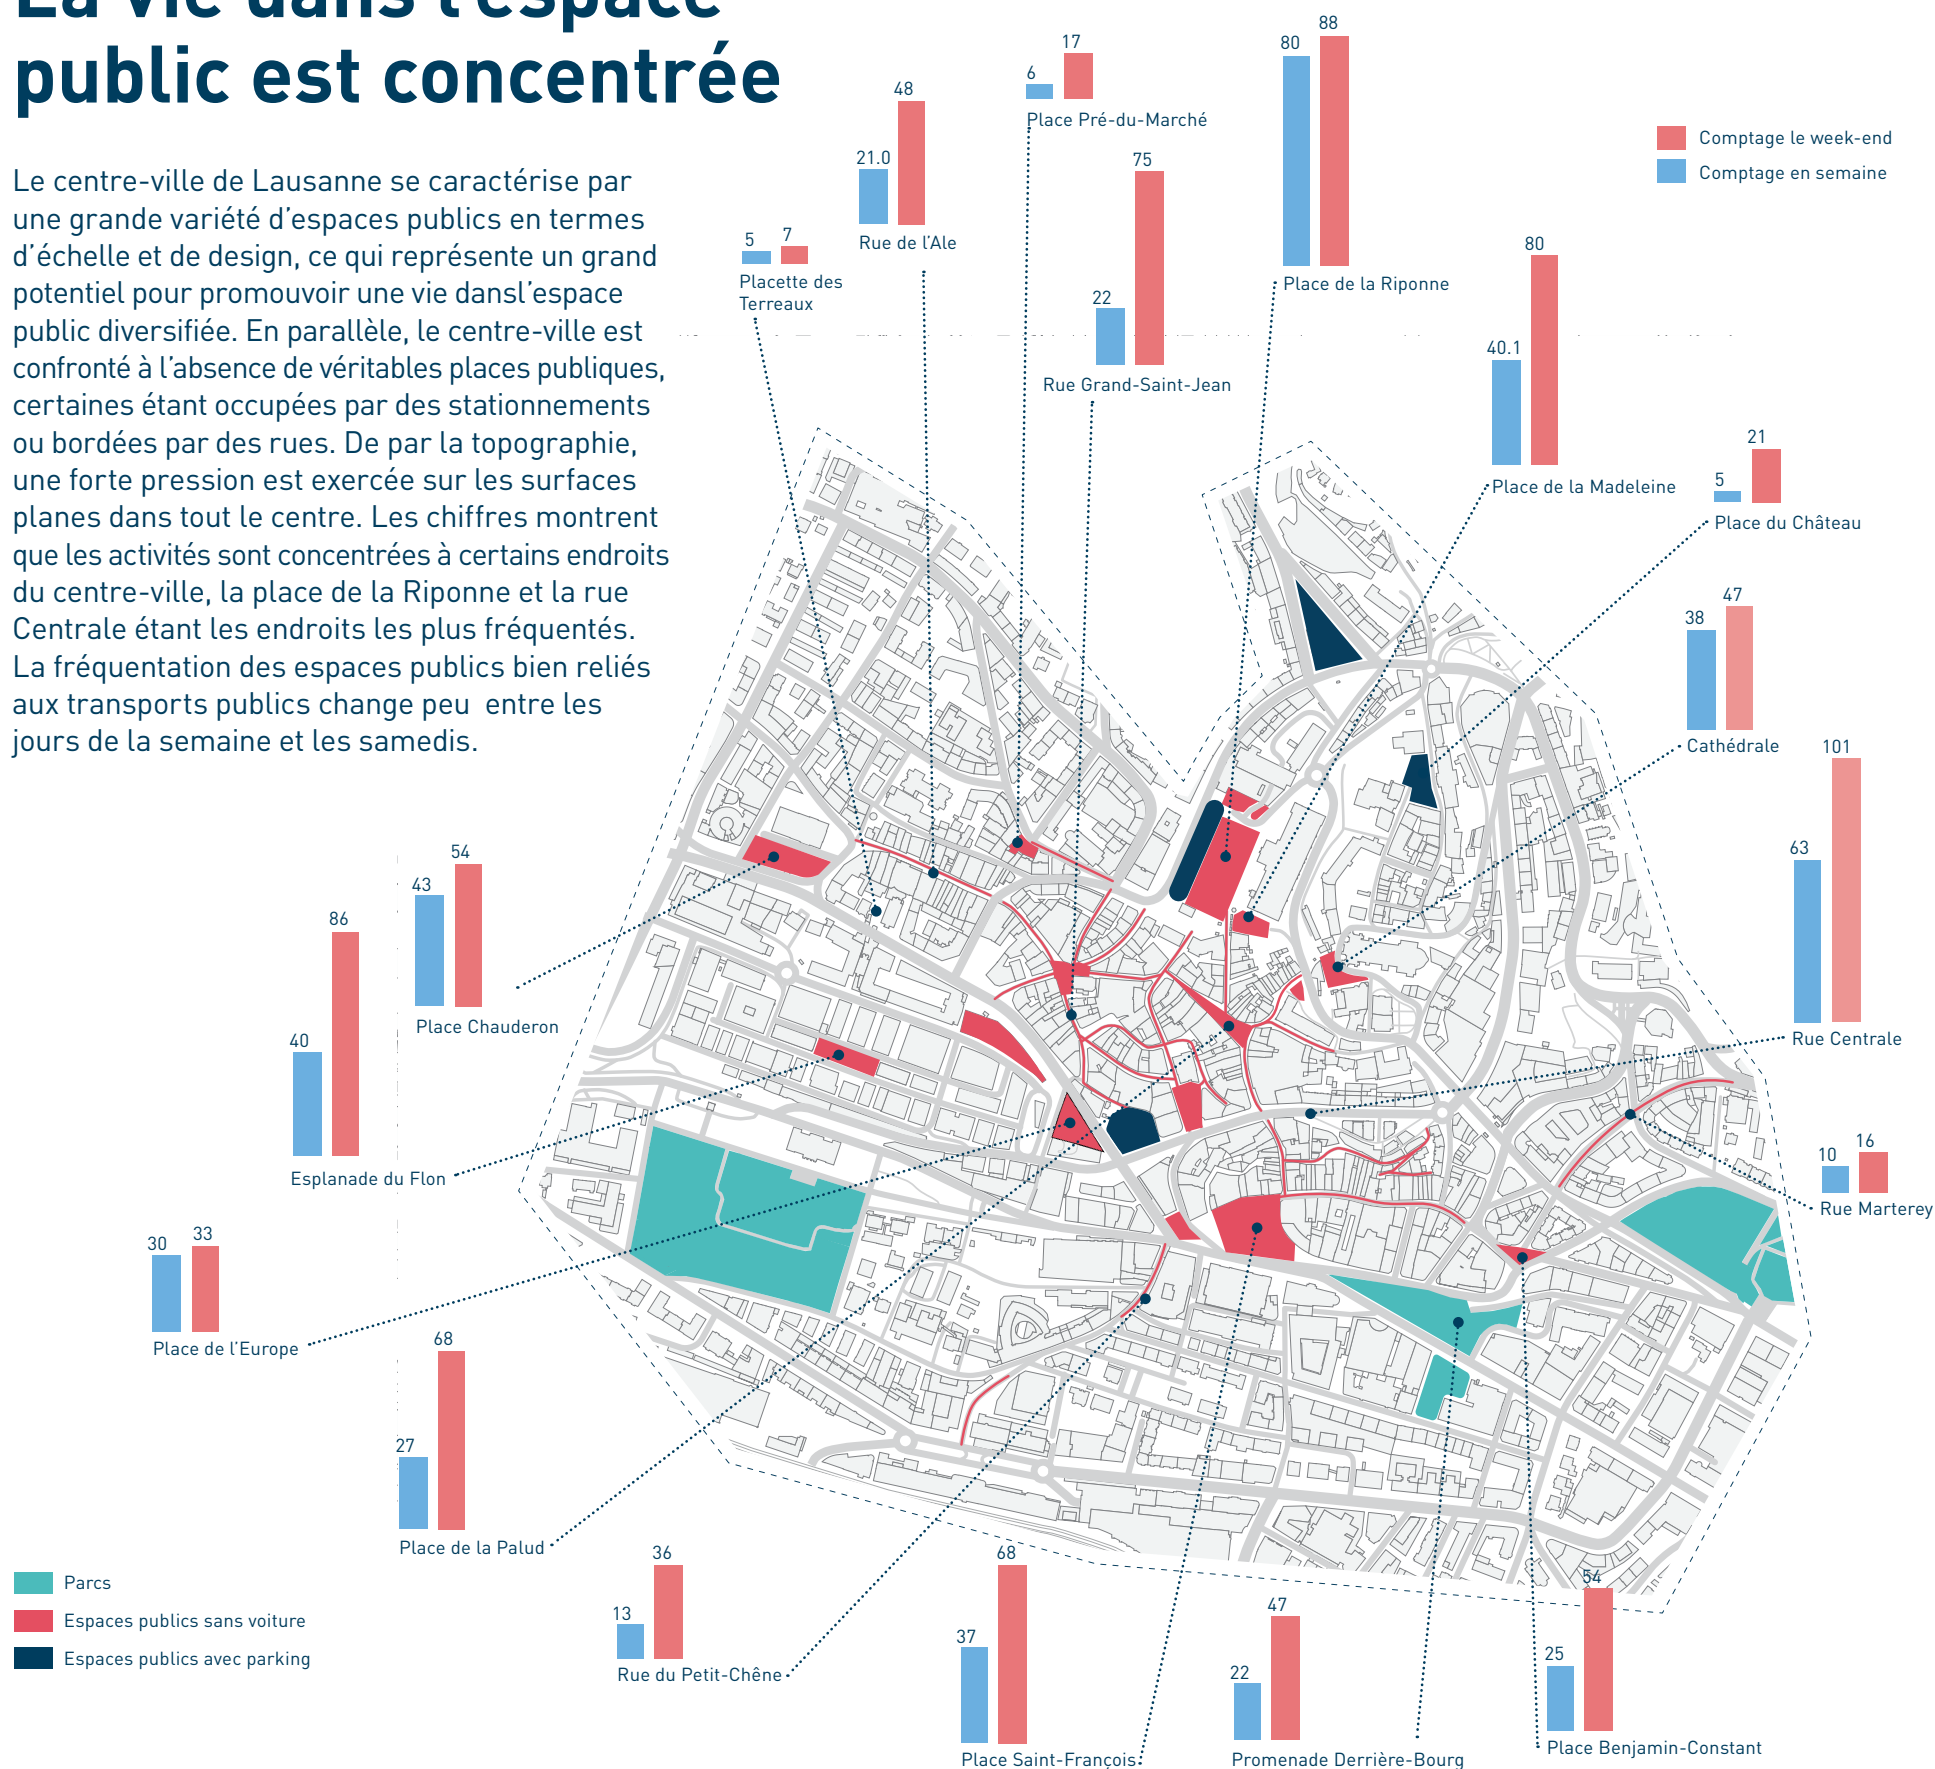 La vie dans l'espace
public est concentrée
Le centre-ville de Lausanne se caractérise par
une grande variété d'espaces publics en termes
d'échelle et de design, ce qui représente un grand
potentiel pour promouvoir une vie dansl'espace
public diversifiée. En parallèle, le centre-ville est
confronté à l'absence de véritables places publiques,
certaines étant occupées par des stationnements
ou bordées par des rues. De par la topographie,
une forte pression est exercée sur les surfaces
planes dans tout le centre. Les chiffres montrent
que les activités sont concentrées à certains endroits
du centre-ville, la place de la Riponne et la rue
Centrale étant les endroits les plus fréquentés.
La fréquentation des espaces publics bien reliés
aux transports publics change peu  entre les
jours de la semaine et les samedis.
Comptage le week-end
Comptage en semaine
5 7
Placette des
Terreaux
21.0 48
Rue de l'Ale
6 17
Place Pré-du-Marché
22 75
Rue Grand-Saint-Jean
80 88
Place de la Riponne
40.1 80
Place de la Madeleine
5 21
Place du Château
38 47
Cathédrale
63 101
Rue Centrale
10 16
Rue Marterey
43 54
Place Chauderon
40 86
Esplanade du Flon
30 33
Place de l'Europe
27 68
Place de la Palud
13 36
Rue du Petit-Chêne
37 68
Place Saint-François
22 47
Promenade Derrière-Bourg
25 54
Place Benjamin-Constant
Parcs
Espaces publics sans voiture
Espaces publics avec parking